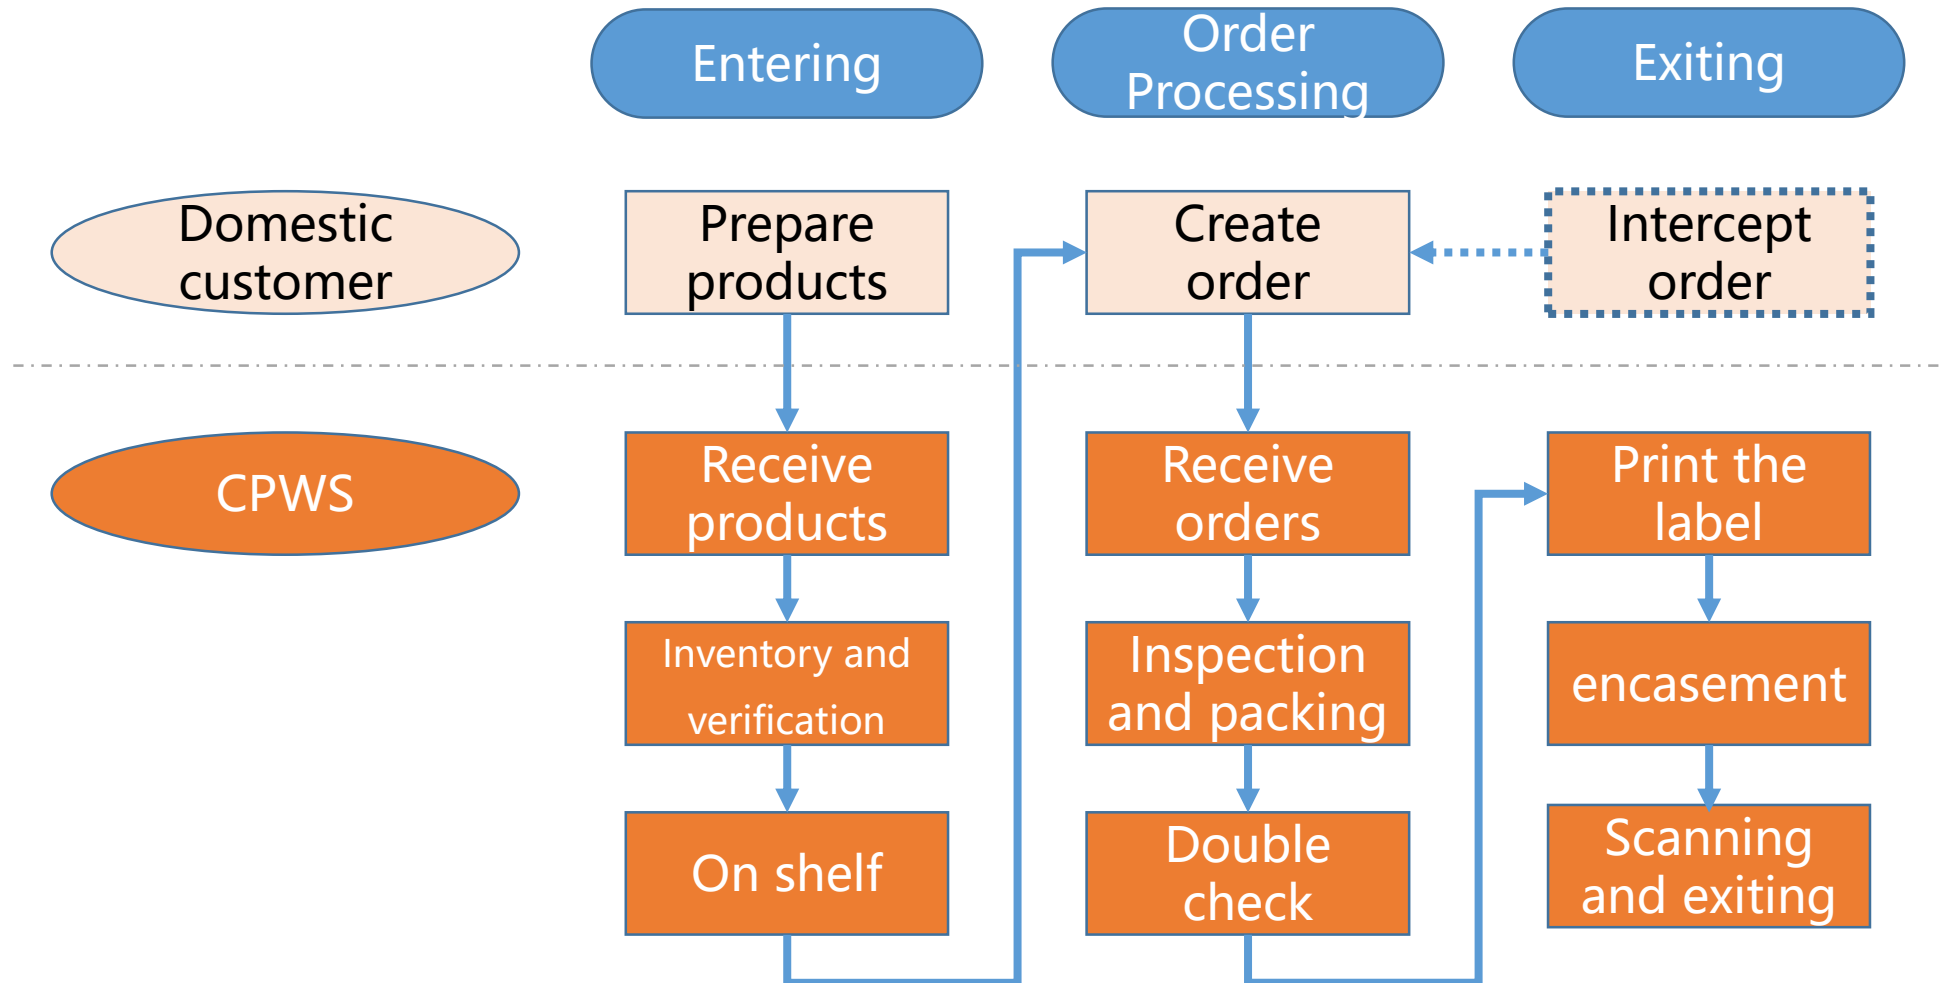 Entering
Order
Processing
Exiting
Domestic
customer
Prepare
products
Create
order
Intercept
order
CPWS
Receive
products
Receive
orders
Print the
label
Inventory and
verification
Inspection
and packing
encasement
On shelf
Double
check
Scanning
and exiting